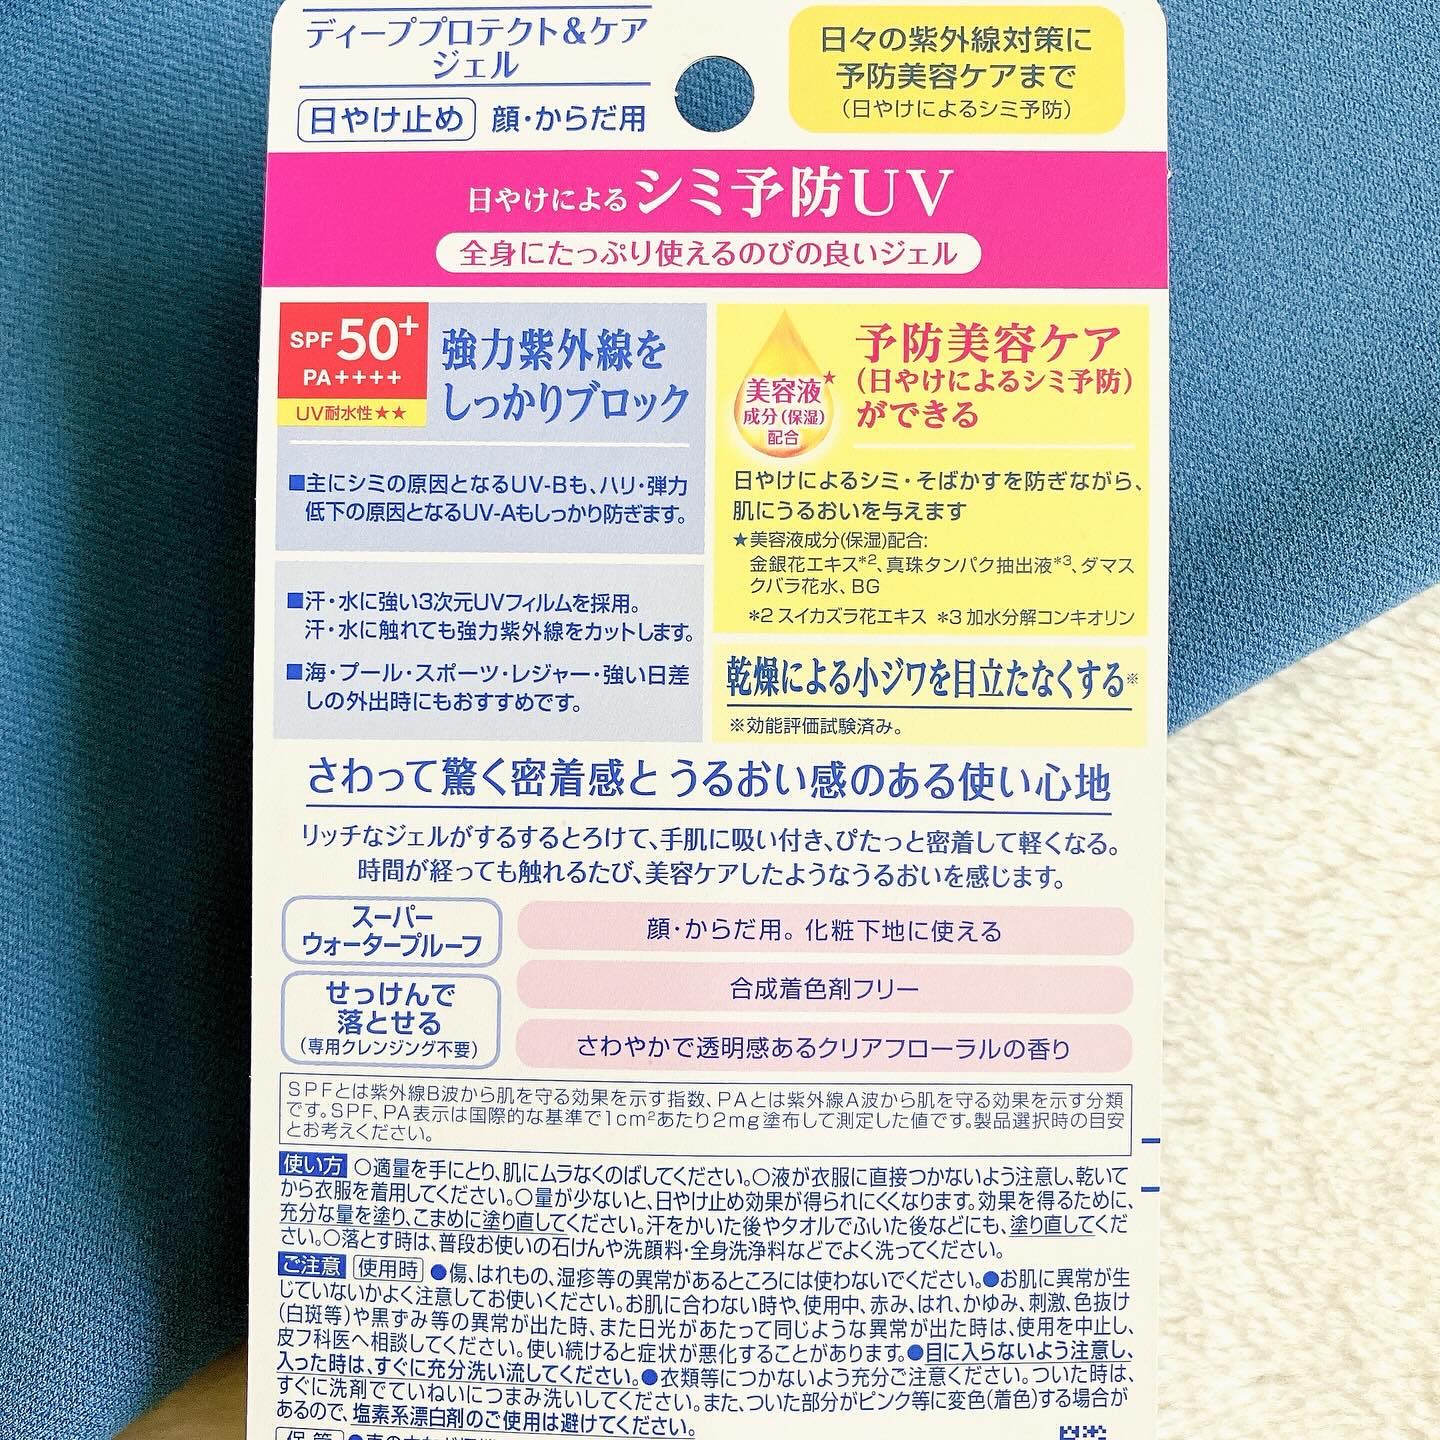 ディーププロテクト&ケア
ジェル
日やけ止め 顔・からだ用
日々の紫外線対策に
予防美容ケアまで
(日やけによるシミ予防)
日やけによるシミ予防UV
全身にたっぷり使えるのびの良いジェル
SPF50+
PA++++
UV耐水性★★
強力紫外線を
しっかりブロック
■主にシミの原因となるUV-Bも、ハリ・弾力
低下の原因となるUV-Aもしっかり防ぎます。
■汗・水に強い3次元UVフィルムを採用。
汗・水に触れても強力紫外線をカットします。
■海・プール・スポーツ・レジャー・強い日差
しの外出時にもおすすめです。
美容液★
成分(保湿)
配合
予防美容ケア
(日やけによるシミ予防)
ができる
日やけによるシミ・そばかすを防ぎながら、
肌にうるおいを与えます
★美容液成分(保湿)配合:
金銀花エキス*2、真珠タンパク抽出液*3、ダマス
クバラ花水、BG
*2 スイカズラ花エキス *3 加水分解コンキオリン
乾燥による小ジワを目立たなくする※
※効能評価試験済み。
さわって驚く密着感と うるおい感のある使い心地
リッチなジェルがするするとろけて、手肌に吸い付き、ぴたっと密着して軽くなる。
時間が経っても触れるたび、美容ケアしたようなうるおいを感じます。
スーパー
ウォータープルーフ
せっけんで
落とせる
(専用クレンジング不要)
顔・からだ用。化粧下地に使える
合成着色剤フリー
さわやかで透明感あるクリアフローラルの香り
SPFとは紫外線B波から肌を守る効果を示す指数、PAとは紫外線A波から肌を守る効果を示す分類
です。SPF、PA表示は国際的な基準で1cm²あたり2mg塗布して測定した値です。製品選択時の目安
とお考えください。
使い方 ○適量を手にとり、肌にムラなくのばしてください。○液が衣服に直接つかないよう注意し、乾いて
から衣服を着用してください。○量が少ないと、日やけ止め効果が得られにくくなります。効果を得るために、
充分な量を塗り、こまめに塗り直してください。汗をかいた後やタオルでふいた後などにも、塗り直してくだ
さい。○落とす時は、普段お使いの石けんや洗顔料・全身洗浄料などでよく洗ってください。
ご注意 使用時 ●傷、はれもの、湿疹等の異常があるところには使わないでください。●お肌に異常が生
じていないかよく注意してお使いください。お肌に合わない時や、使用中、赤み、はれ、かゆみ、刺激、色抜け
(白斑等)や黒ずみ等の異常が出た時、また日光があたって同じような異常が出た時は、使用を中止し、
皮フ科医へ相談してください。使い続けると症状が悪化することがあります。●目に入らないよう注意し、
入った時は、すぐに充分洗い流してください。●衣類等につかないよう充分ご注意ください。ついた時は、
すぐに洗剤でていねいにつまみ洗いしてください。また、ついた部分がピンク等に変色(着色)する場合が
あるので、塩素系漂白剤のご使用は避けてください。